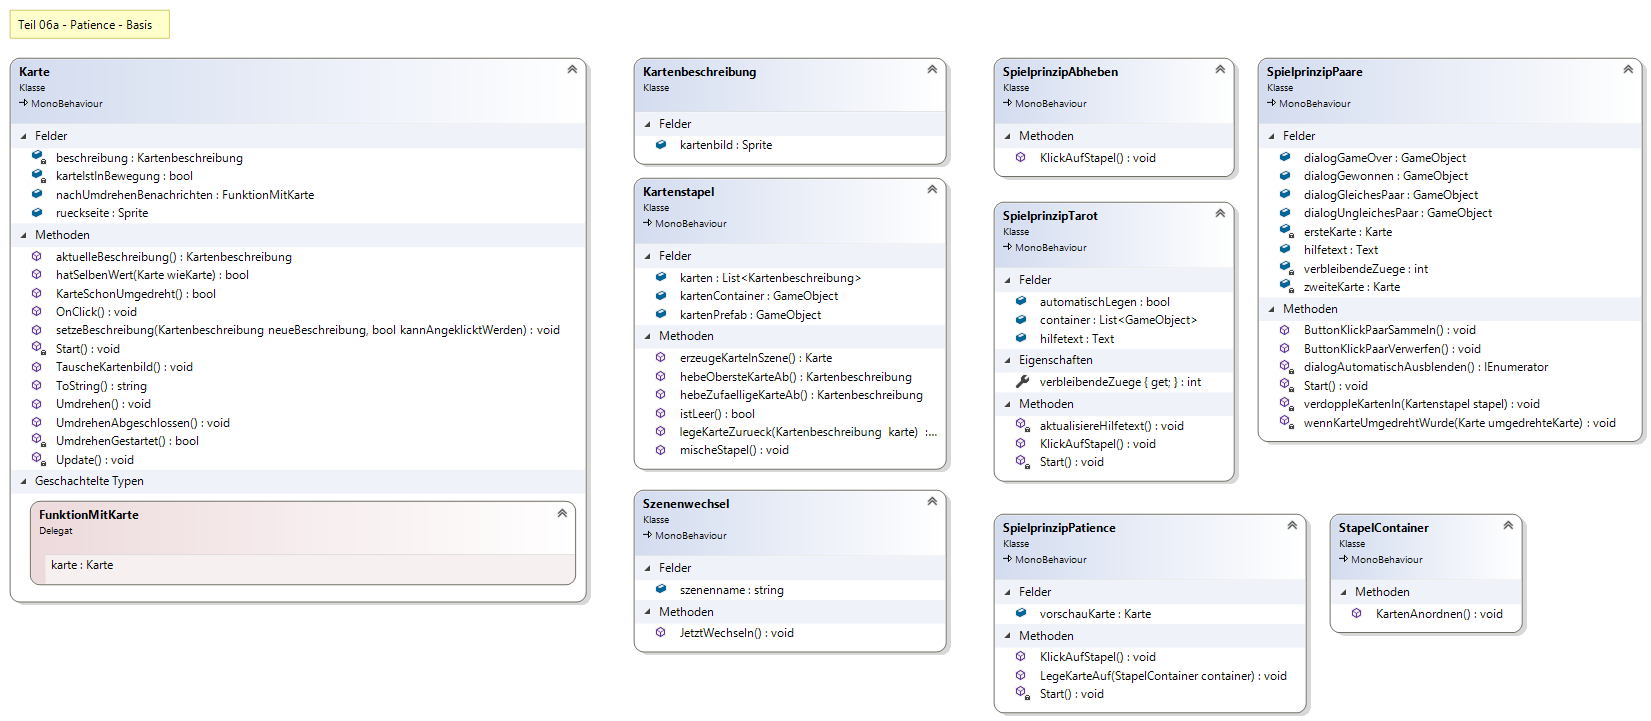 Teil 06a - Patience - Basis
Karte
Klasse
MonoBehaviour
Felder
beschreibung : Kartenbeschreibung
karteIstInBewegung : bool
nachUmdrehenBenachrichten : FunktionMitKarte
rueckseite : Sprite
Methoden
aktuelleBeschreibung() : Kartenbeschreibung
hatSelbenWert(Karte wieKarte) : bool
KarteSchonUmgedreht() : bool
OnClick() : void
setzeBeschreibung(Kartenbeschreibung neueBeschreibung, bool kannAngeklicktWerden) : void
Start() : void
TauscheKartenbild() : void
ToString() : string
Umdrehen() : void
UmdrehenAbgeschlossen() : void
UmdrehenGestartet() : bool
Update() : void
Geschachtelte Typen
FunktionMitKarte
Delegat
karte : Karte
Kartenbeschreibung
Klasse
Felder
kartenbild : Sprite
Kartenstapel
Klasse
MonoBehaviour
Felder
karten : List<Kartenbeschreibung>
kartenContainer : GameObject
kartenPrefab : GameObject
Methoden
erzeugeKarteInSzene() : Karte
hebeObersteKarteAb() : Kartenbeschreibung
hebeZufaelligeKarteAb() : Kartenbeschreibung
istLeer() : bool
legeKarteZurueck(Kartenbeschreibung karte) :...
mischeStapel() : void
Szenenwechsel
Klasse
MonoBehaviour
Felder
szenenname : string
Methoden
JetztWechseln() : void
SpielprinzipAbheben
Klasse
MonoBehaviour
Methoden
KlickAufStapel() : void
SpielprinzipTarot
Klasse
MonoBehaviour
Felder
automatischLegen : bool
container : List<GameObject>
hilfetext : Text
Eigenschaften
verbleibendeZuege { get; } : int
Methoden
aktualisiereHilfetext() : void
KlickAufStapel() : void
Start() : void
SpielprinzipPaare
Klasse
MonoBehaviour
Felder
dialogGameOver : GameObject
dialogGewonnen : GameObject
dialogGleichesPaar : GameObject
dialogUngleichesPaar : GameObject
ersteKarte : Karte
hilfetext : Text
verbleibendeZuege : int
zweiteKarte : Karte
Methoden
ButtonKlickPaarSammeln() : void
ButtonKlickPaarVerwerfen() : void
dialogAutomatischAusblenden() : IEnumerator
Start() : void
verdoppleKartenIn(Kartenstapel stapel) : void
wennKarteUmgedrehtWurde(Karte umgedrehteKarte) : void
SpielprinzipPatience
Klasse
MonoBehaviour
Felder
vorschauKarte : Karte
Methoden
KlickAufStapel() : void
LegeKarteAuf(StapelContainer container) : void
Start() : void
StapelContainer
Klasse
MonoBehaviour
Methoden
KartenAnordnen() : void